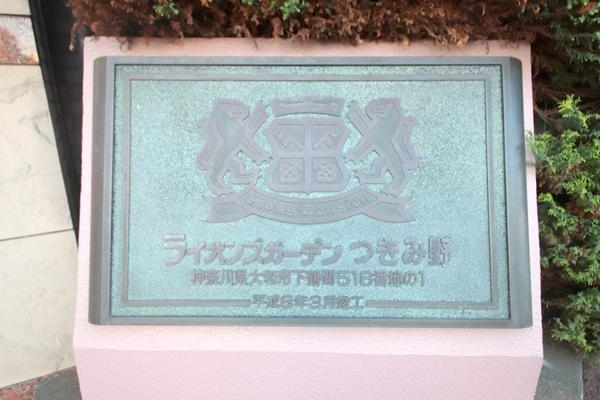 LIONS MANSION
ライオンズガーデン つきみ野
神奈川県大和市下鶴間516番地の1
平成8年3月竣工